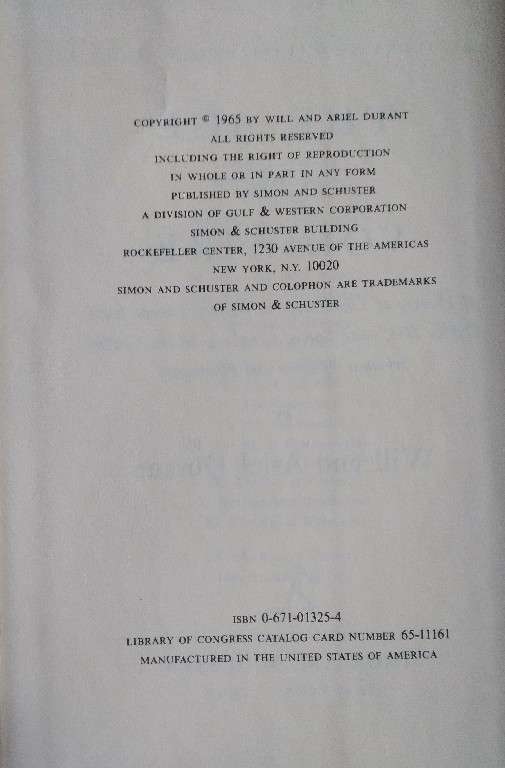 COPYRIGHT © 1965 BY WILL AND ARIEL DURANT
ALL RIGHTS RESERVED
INCLUDING THE RIGHT OF REPRODUCTION
IN WHOLE OR IN PART IN ANY FORM
PUBLISHED BY SIMON AND SCHUSTER
A DIVISION OF GULF & WESTERN CORPORATION
SIMON & SCHUSTER BUILDING
ROCKEFELLER CENTER, 1230 AVENUE OF THE AMERICAS
NEW YORK, N.Y. 10020
SIMON AND SCHUSTER AND COLOPHON ARE TRADEMARKS
OF SIMON & SCHUSTER
ISBN 0-671-01325-4
LIBRARY OF CONGRESS CATALOG CARD NUMBER 65-11161
MANUFACTURED IN THE UNITED STATES OF AMERICA